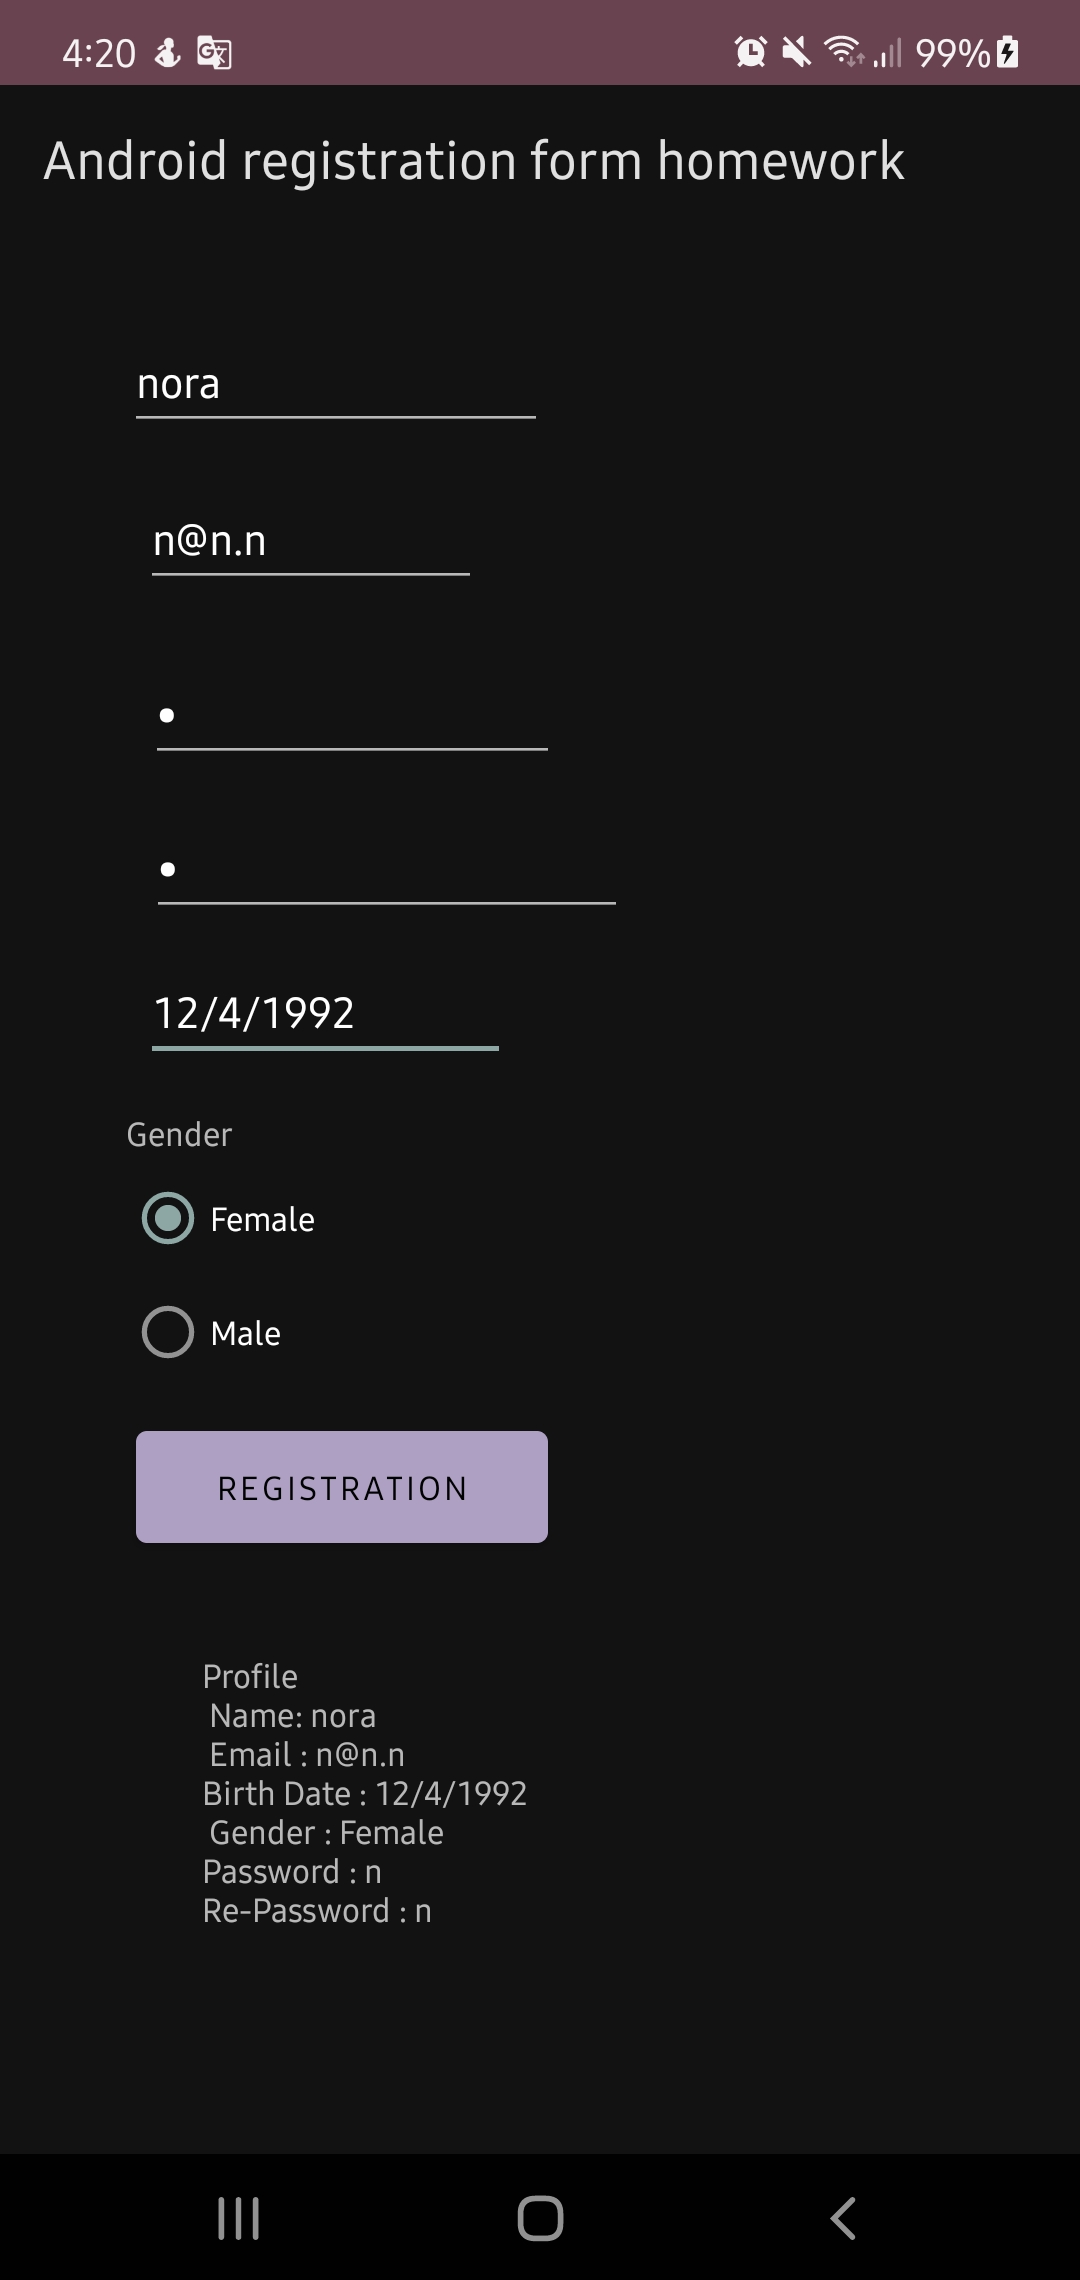 4:20 99%
Android registration form homework
nora
n@n.n
•
•
12/4/1992
Gender
Female
Male
REGISTRATION
Profile
Name: nora
Email : n@n.n
Birth Date : 12/4/1992
Gender : Female
Password : n
Re-Password : n